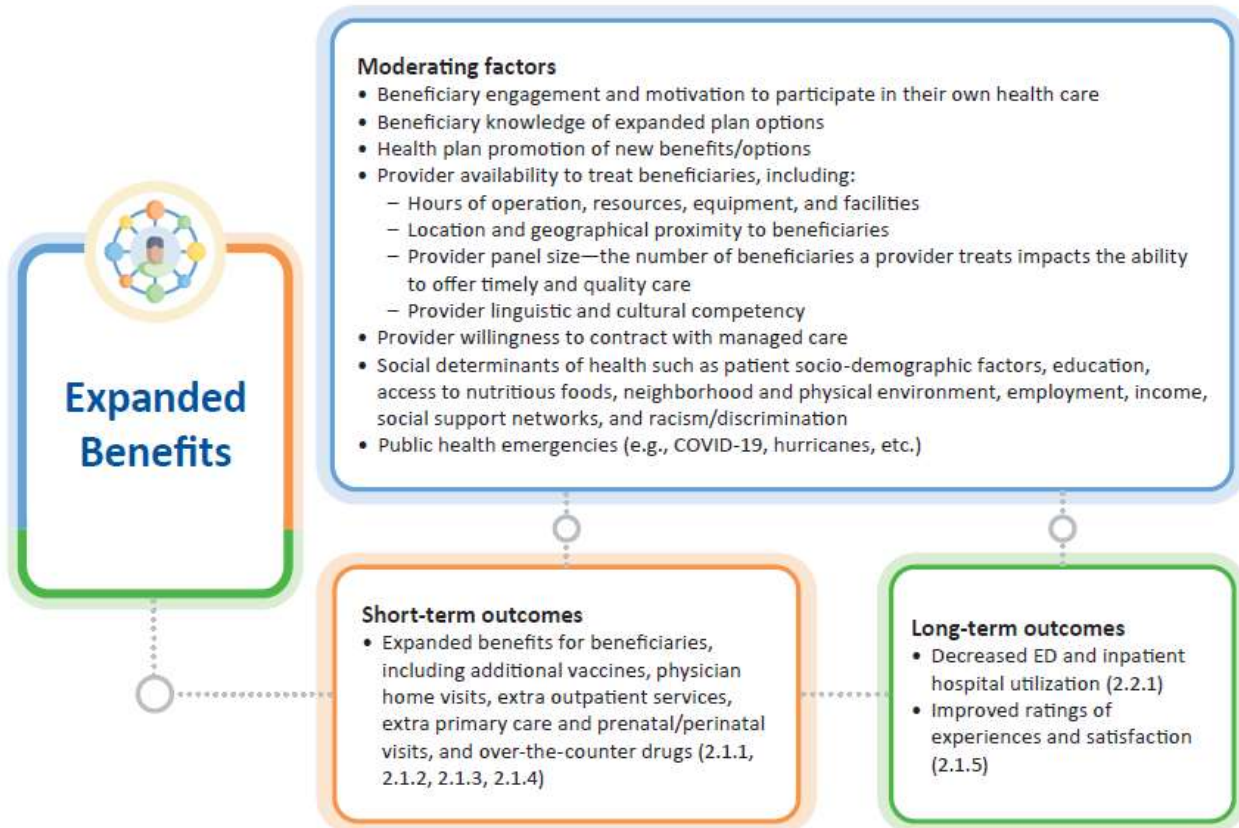 Expanded
Benefits
Moderating factors
• Beneficiary engagement and motivation to participate in their own health care
• Beneficiary knowledge of expanded plan options
• Health plan promotion of new benefits/options
• Provider availability to treat beneficiaries, including:
– Hours of operation, resources, equipment, and facilities
– Location and geographical proximity to beneficiaries
– Provider panel size—the number of beneficiaries a provider treats impacts the ability
to offer timely and quality care
– Provider linguistic and cultural competency
• Provider willingness to contract with managed care
• Social determinants of health such as patient socio-demographic factors, education,
access to nutritious foods, neighborhood and physical environment, employment, income,
social support networks, and racism/discrimination
• Public health emergencies (e.g., COVID-19, hurricanes, etc.)
Short-term outcomes
• Expanded benefits for beneficiaries,
including additional vaccines, physician
home visits, extra outpatient services,
extra primary care and prenatal/perinatal
visits, and over-the-counter drugs (2.1.1,
2.1.2, 2.1.3, 2.1.4)
Long-term outcomes
• Decreased ED and inpatient
hospital utilization (2.2.1)
• Improved ratings of
experiences and satisfaction
(2.1.5)